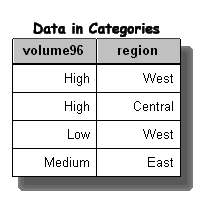 Data in Categories
volume96 region
High West
High Central
Low West
Medium East